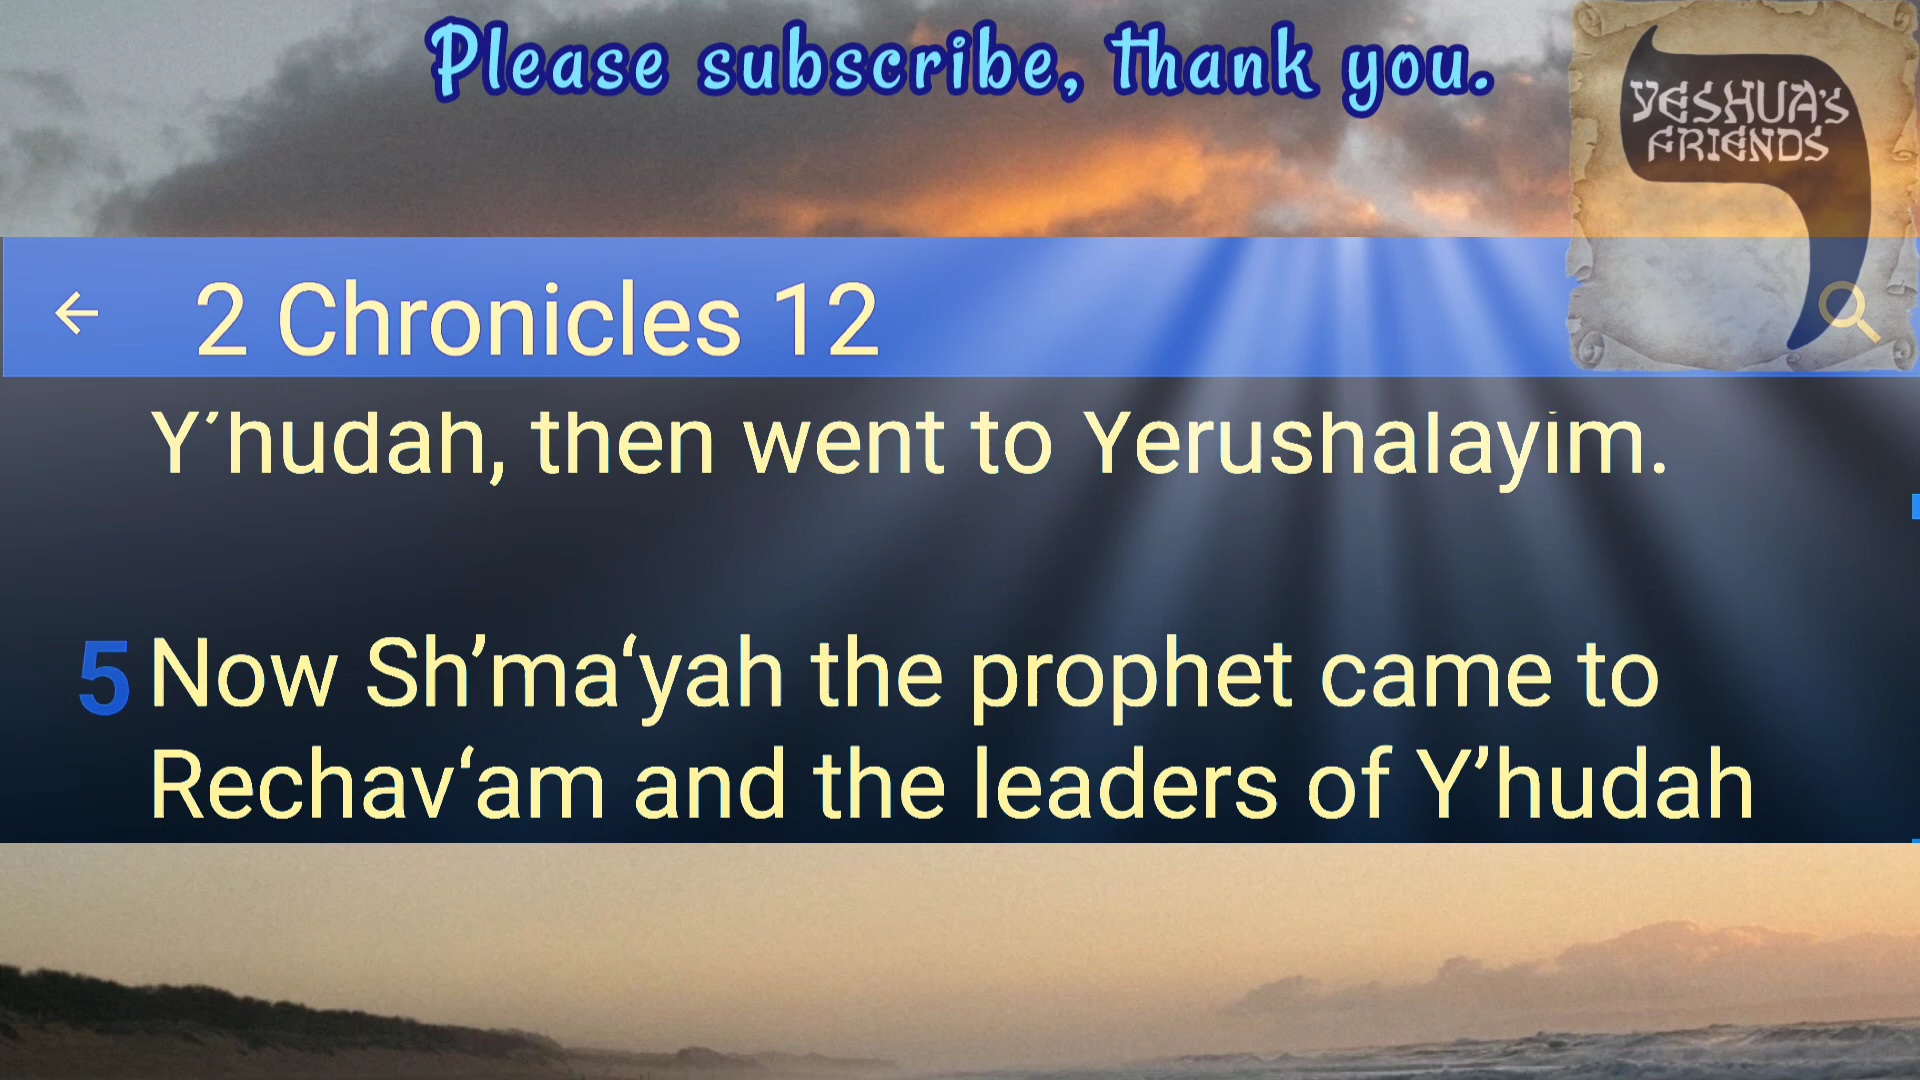 Please subscribe, thank you.
YESHUA'S
FRIENDS
← 2 Chronicles 12
Y’hudah, then went to Yerushalayim.
5 Now Sh’ma‘yah the prophet came to
Rechav‘am and the leaders of Y’hudah